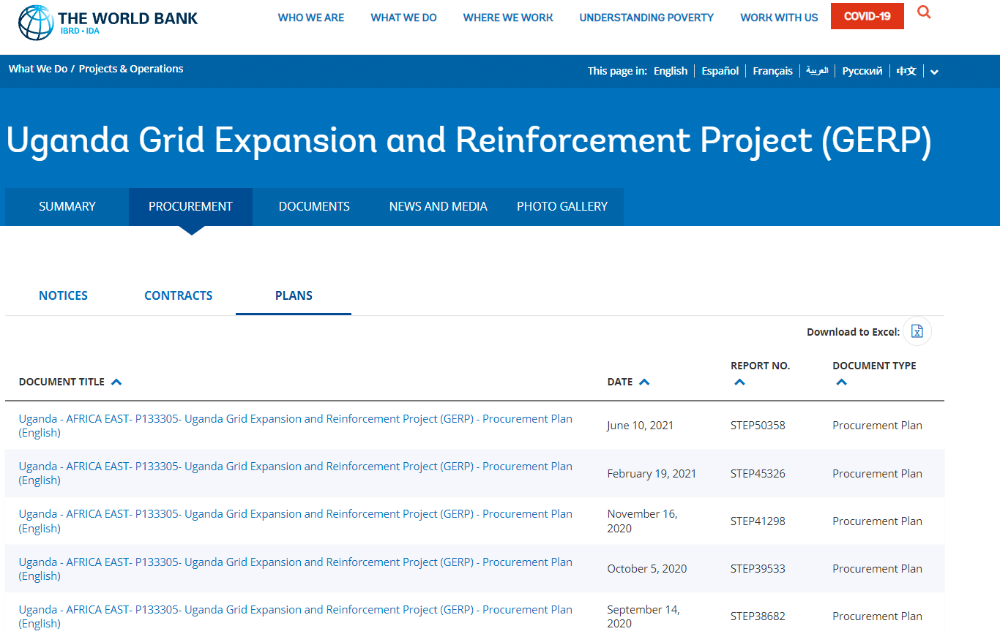 THE WORLD BANK
IBRD • IDA
WHO WE ARE
WHAT WE DO
WHERE WE WORK
UNDERSTANDING POVERTY
WORK WITH US
COVID-19
What We Do / Projects & Operations
This page in: English | Español | Français | العربية | Русский | 中文
Uganda Grid Expansion and Reinforcement Project (GERP)
SUMMARY
PROCUREMENT
DOCUMENTS
NEWS AND MEDIA
PHOTO GALLERY
NOTICES
CONTRACTS
PLANS
Download to Excel:
DOCUMENT TITLE
DATE
REPORT NO.
DOCUMENT TYPE
Uganda - AFRICA EAST- P133305- Uganda Grid Expansion and Reinforcement Project (GERP) - Procurement Plan
(English)
June 10, 2021
STEP50358
Procurement Plan
Uganda - AFRICA EAST- P133305- Uganda Grid Expansion and Reinforcement Project (GERP) - Procurement Plan
(English)
February 19, 2021
STEP45326
Procurement Plan
Uganda - AFRICA EAST- P133305- Uganda Grid Expansion and Reinforcement Project (GERP) - Procurement Plan
(English)
November 16,
2020
STEP41298
Procurement Plan
Uganda - AFRICA EAST- P133305- Uganda Grid Expansion and Reinforcement Project (GERP) - Procurement Plan
(English)
October 5, 2020
STEP39533
Procurement Plan
Uganda - AFRICA EAST- P133305- Uganda Grid Expansion and Reinforcement Project (GERP) - Procurement Plan
(English)
September 14,
2020
STEP38682
Procurement Plan